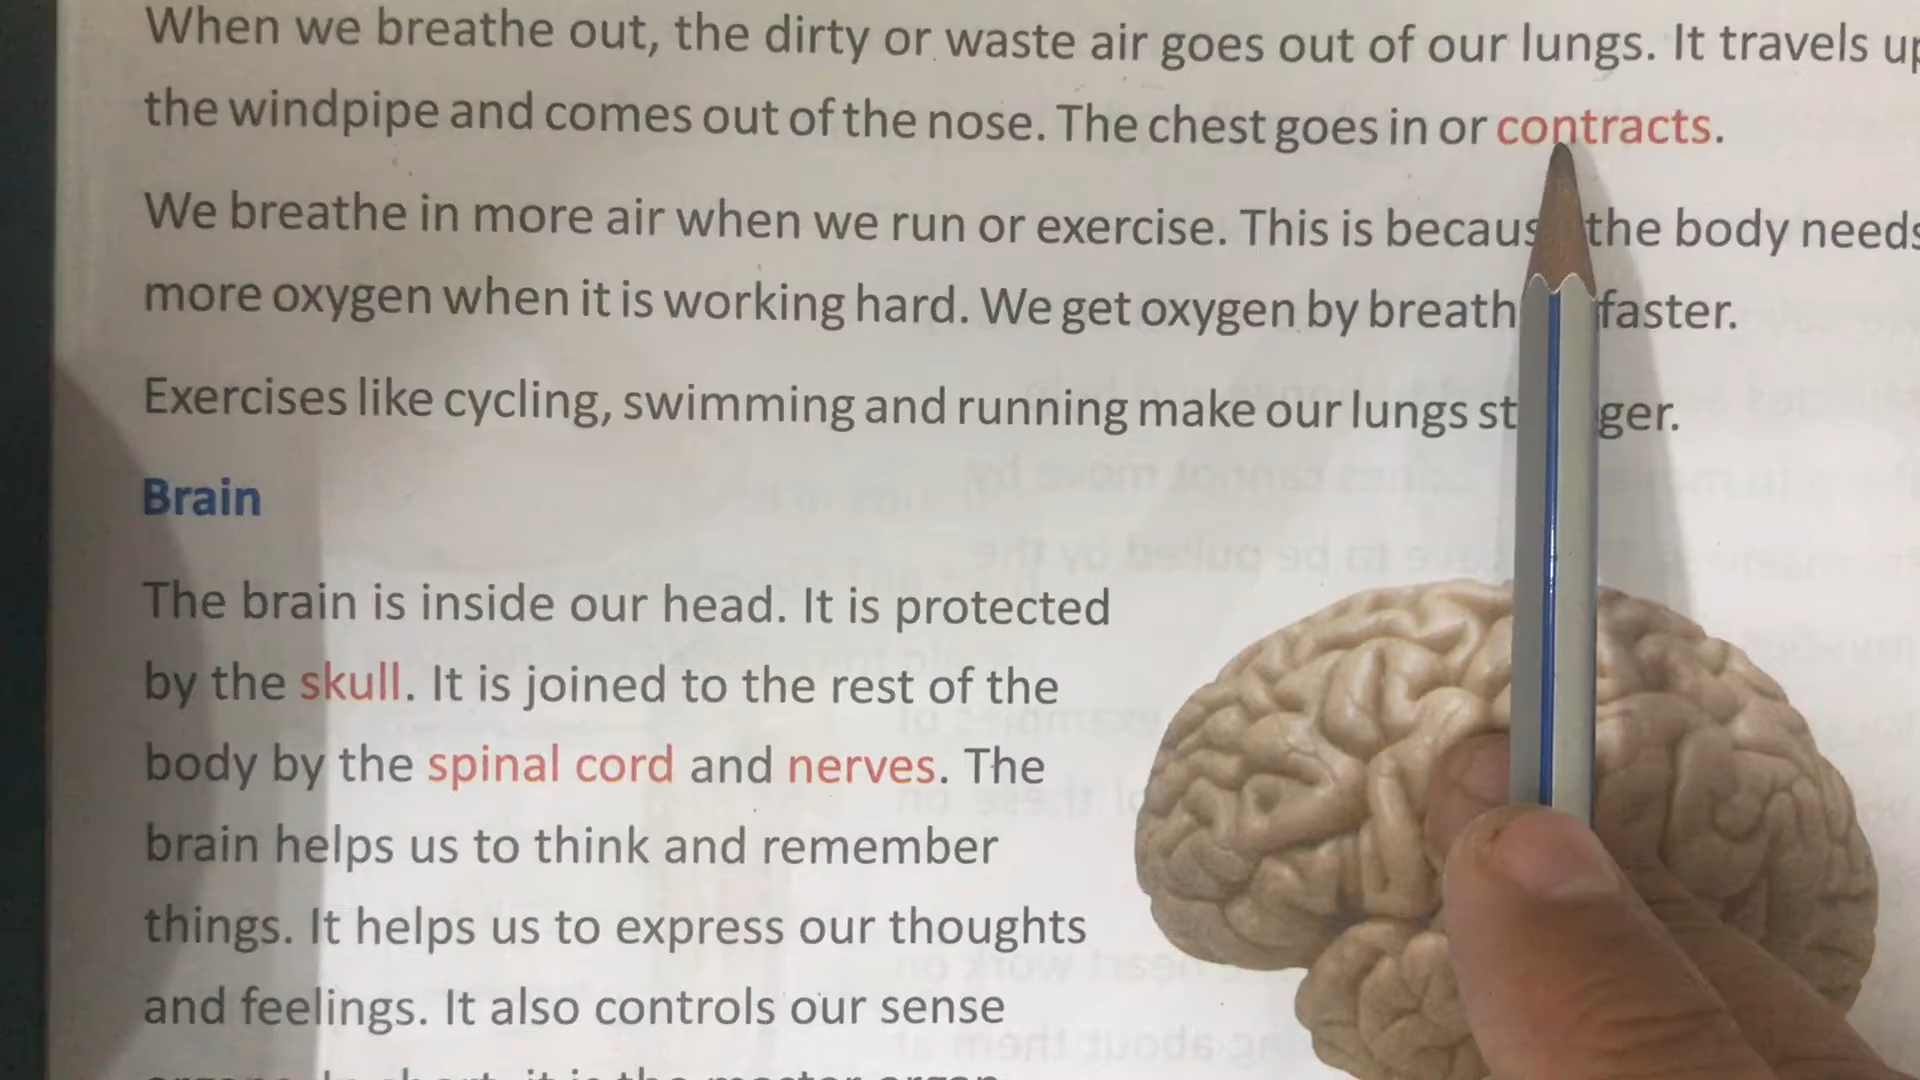 When we breathe out, the dirty or waste air goes out of our lungs. It travels up
the windpipe and comes out of the nose. The chest goes in or contracts.
We breathe in more air when we run or exercise. This is becaus the body needs
more oxygen when it is working hard. We get oxygen by breath faster.
Exercises like cycling, swimming and running make our lungs st ger.
Brain
The brain is inside our head. It is protected
by the skull. It is joined to the rest of the
body by the spinal cord and nerves. The
brain helps us to think and remember
things. It helps us to express our thoughts
and feelings. It also controls our sense